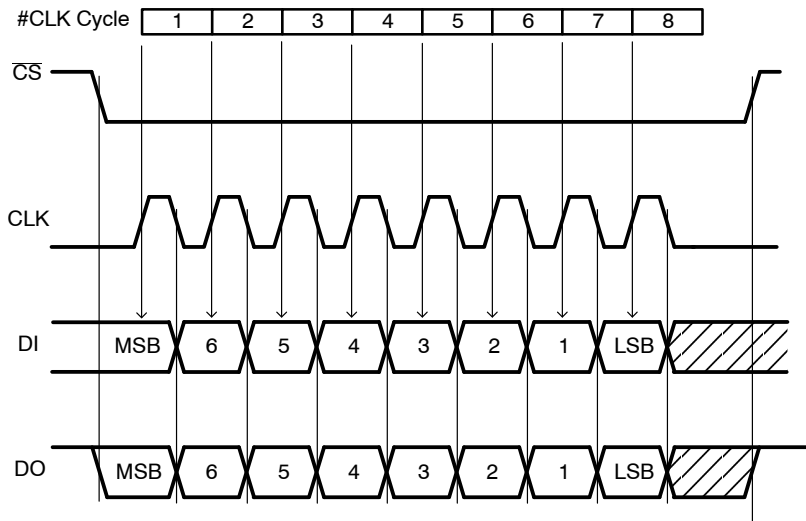 #CLK Cycle 1 2 3 4 5 6 7 8
CS
CLK
DI MSB 6 5 4 3 2 1 LSB
DO MSB 6 5 4 3 2 1 LSB